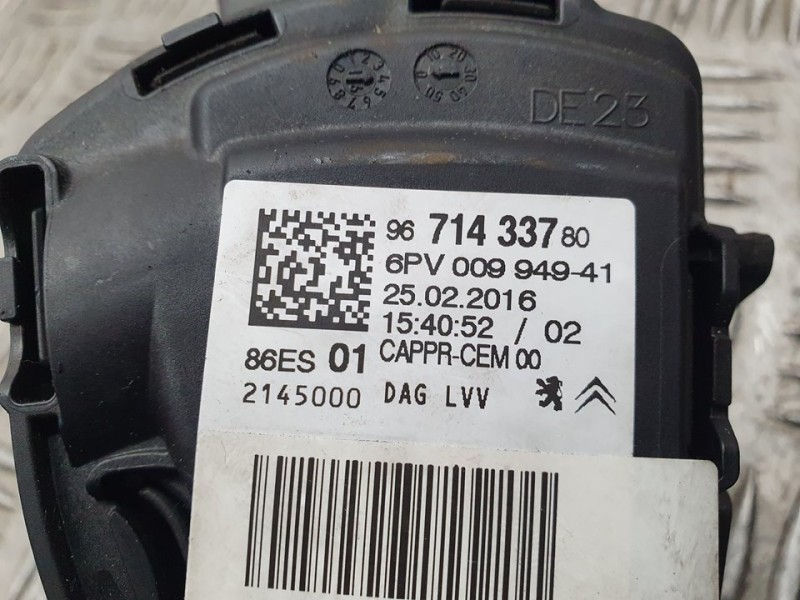 DE23
96 714 337 80
6PV 009 949-41
25.02.2016
15:40:52 / 02
86ES 01 CAPPR-CEM 00
2145000 DAG LVV